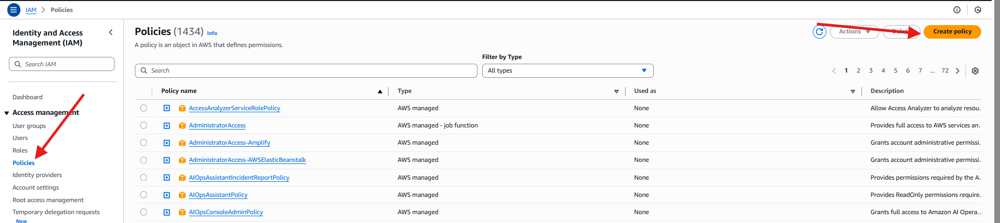 IAM > Policies
Identity and Access Management (IAM)
Search IAM
Dashboard
Access management
User groups
Users
Roles
Policies
Identity providers
Account settings
Root access management
Temporary delegation requests
New
Policies (1434) Info
A policy is an object in AWS that defines permissions.
Actions
Create policy
Filter by Type
Search
All types
1 2 3 4 5 6 7 ... 72
Policy name Type Used as Description
AccessAnalyzerServiceRolePolicy AWS managed None Allow Access Analyzer to analyze resou.
AdministratorAccess AWS managed - job function None Provides full access to AWS services an.
AdministratorAccess-Amplify AWS managed None Grants account administrative permissi.
AdministratorAccess-AWSElasticBeanstalk AWS managed None Grants account administrative permissi.
AIOpsAssistantIncidentReportPolicy AWS managed None Provides permissions required by the A.
AIOpsAssistantPolicy AWS managed None Provides ReadOnly permissions require.
AIOpsConsoleAdminPolicy AWS managed None Grants full access to Amazon AI Opera..